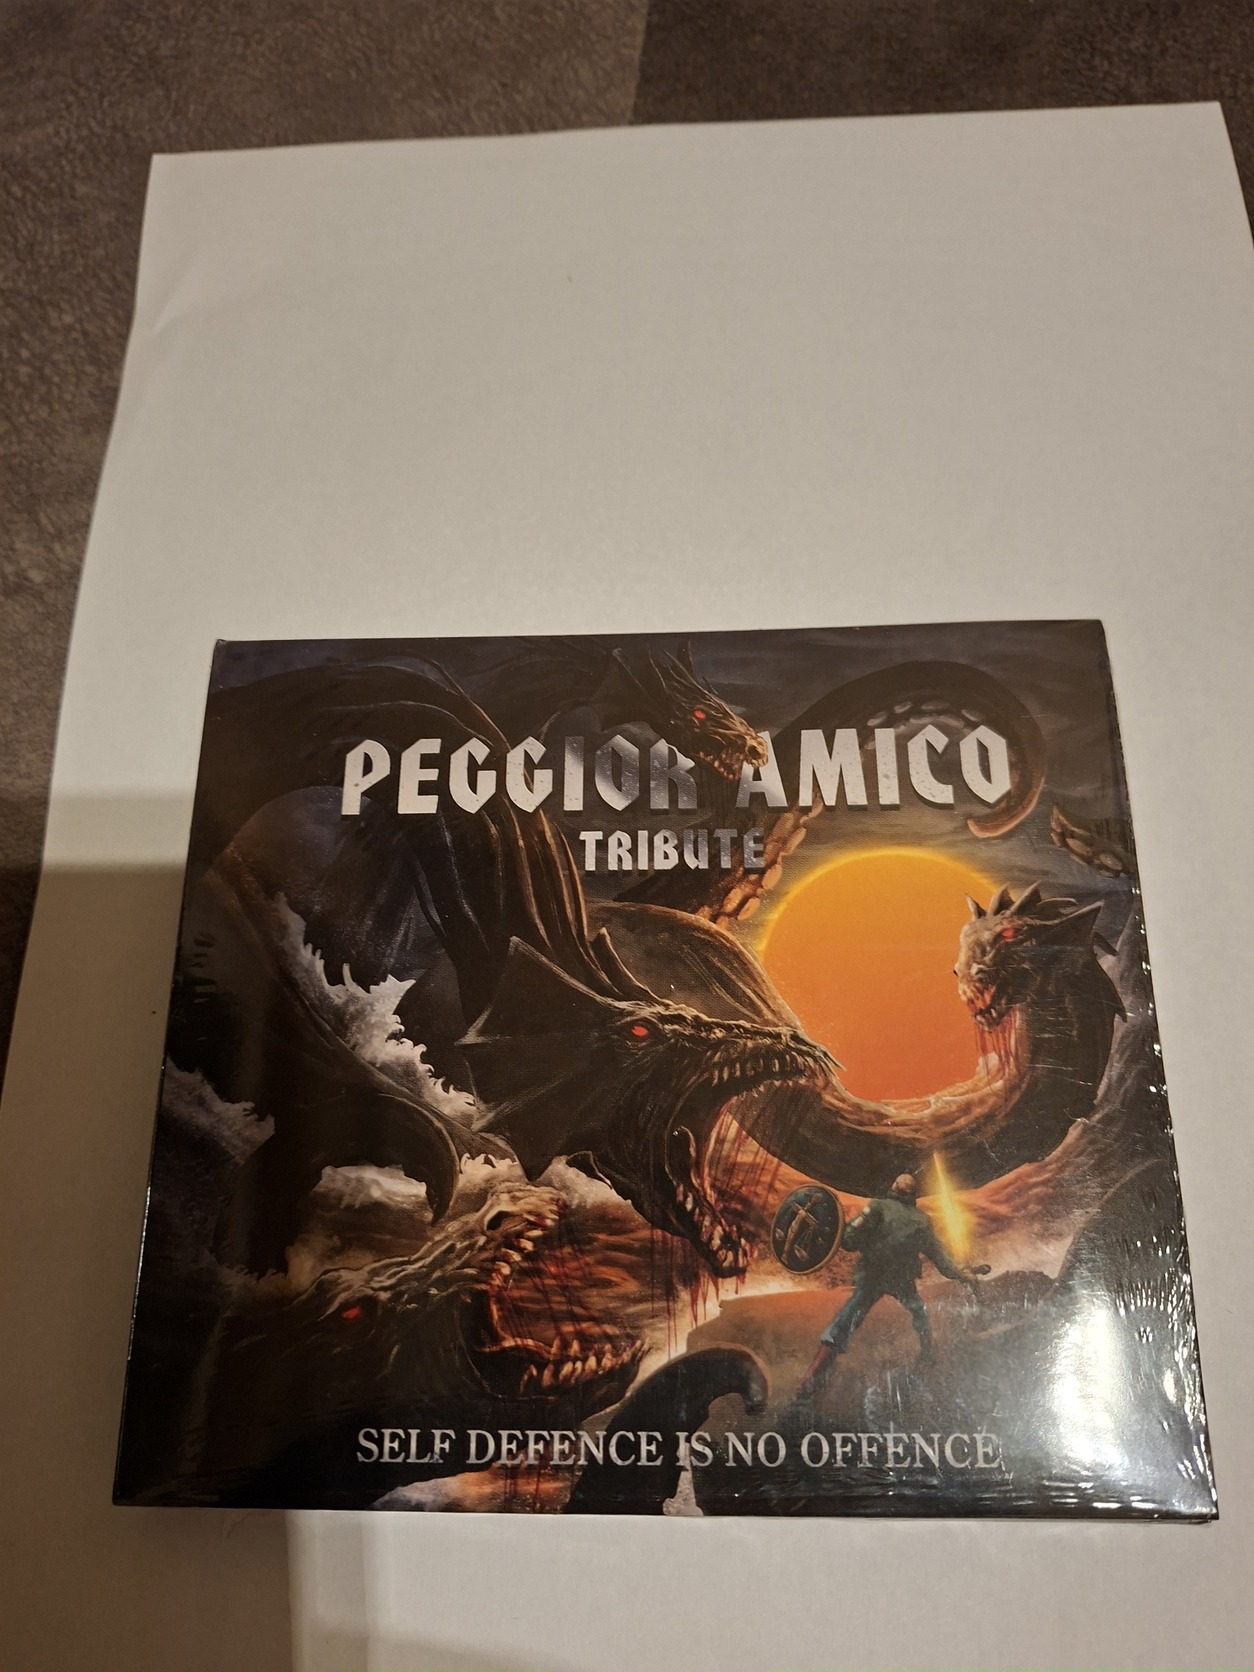 PEGGIOR AMICO
TRIBUTE
SELF DEFENCE IS NO OFFENCE